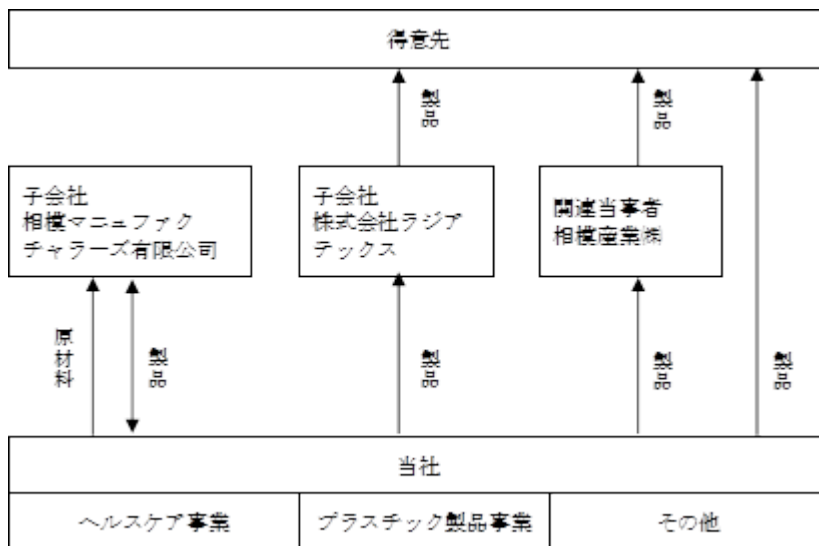 得意先
製品
製品
子会社
相模マニュファク
チャラーズ有限公司
子会社
株式会社ラジア
テックス
関連当事者
相模産業㈱
原材料
製品
製品
製品
製品
当社
ヘルスケア事業
プラスチック製品事業
その他